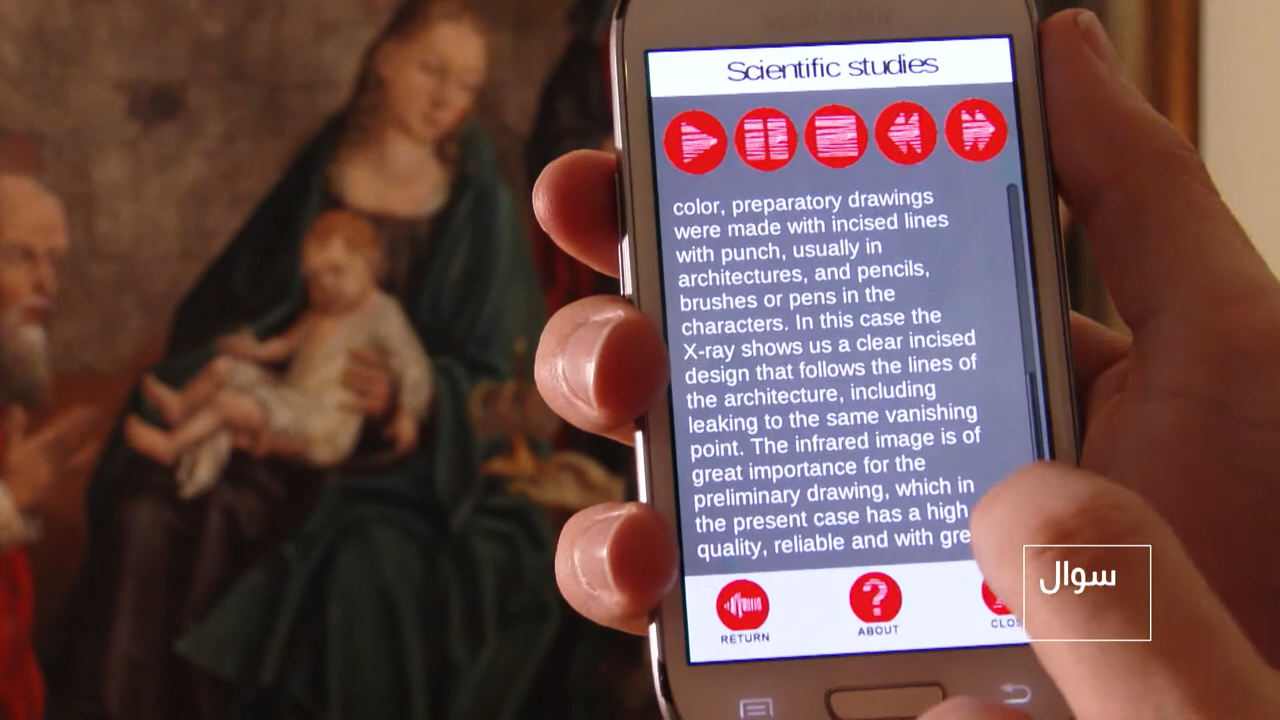 Scientific studies
color, preparatory drawings
were made with incised lines
with punch, usually in
architectures, and pencils,
brushes or pens in the
characters. In this case the
X-ray shows us a clear incised
design that follows the lines of
the architecture, including
leaking to the same vanishing
point. The infrared image is of
great importance for the
preliminary drawing, which in
the present case has a high
quality, reliable and with gre
RETURN
ABOUT
CLOS
سوال